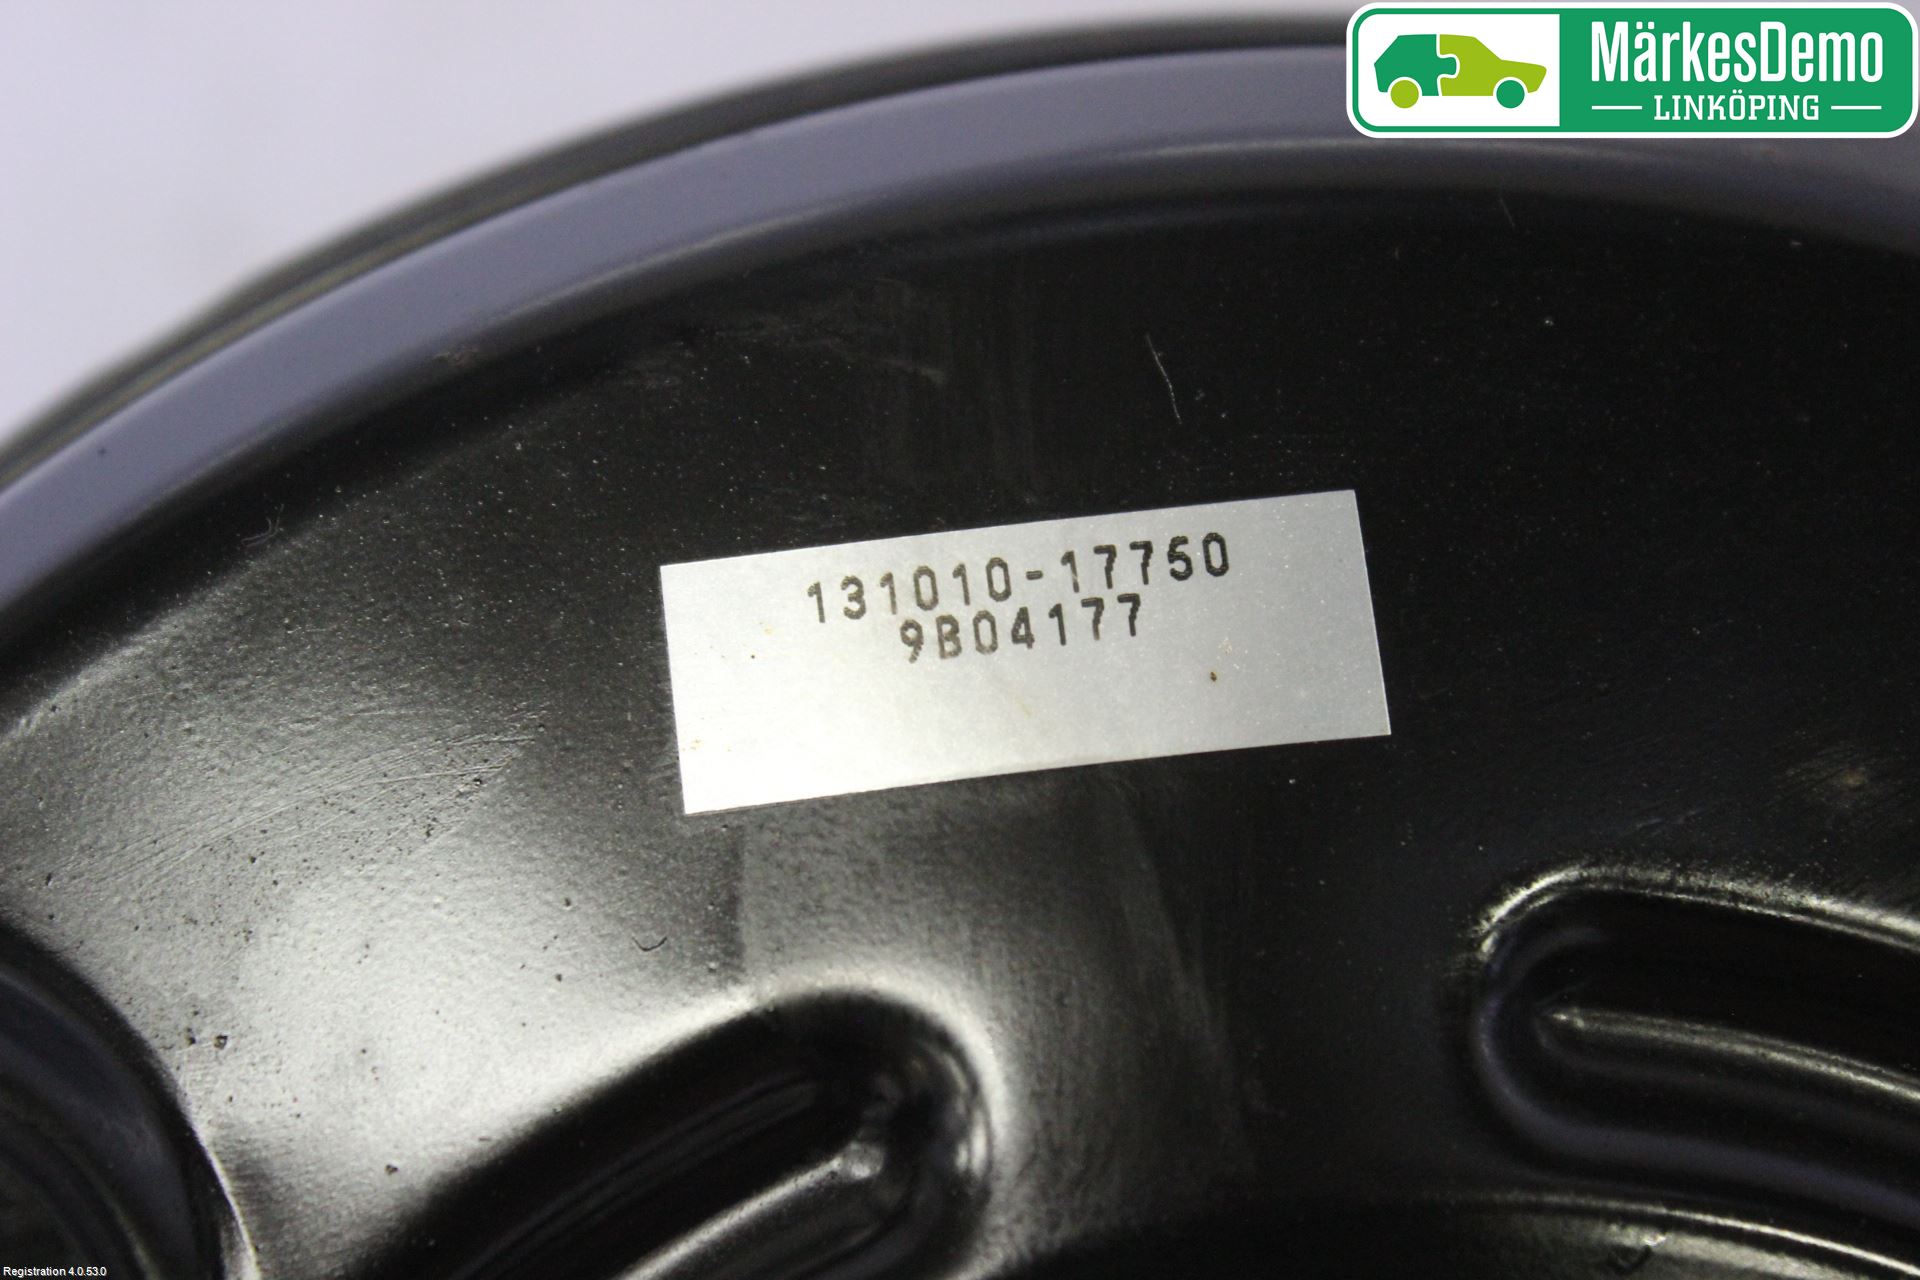 MärkesDemo
LINKÖPING
131010-17750
9B04177
Registration 4.0.53.0